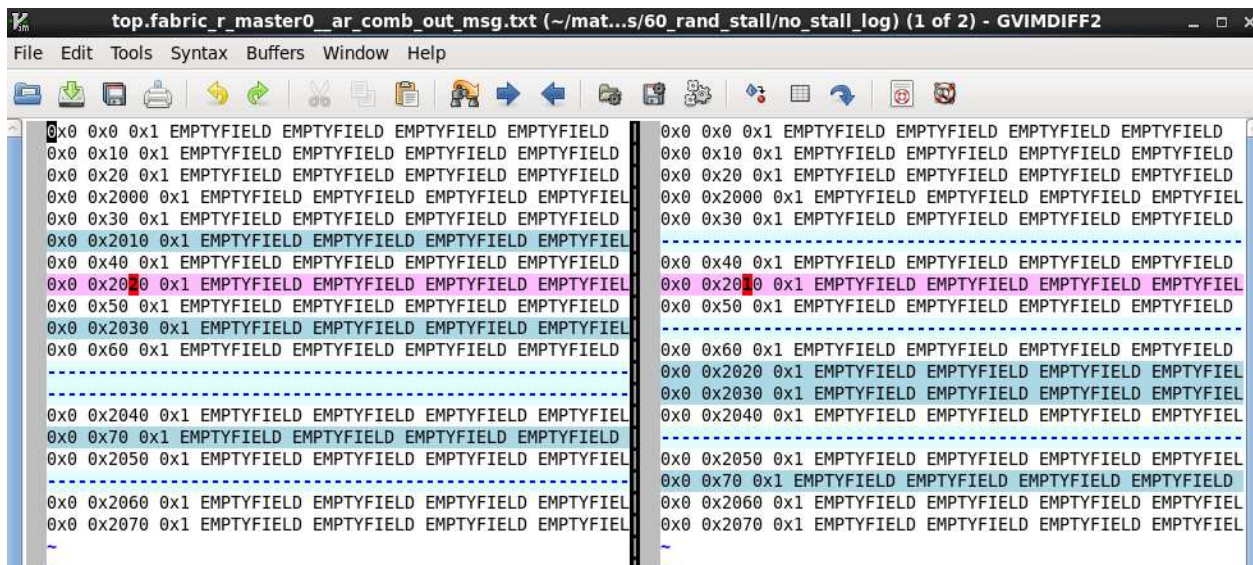 top.fabric_r_master0__ar_comb_out_msg.txt (~/mat...s/60_rand_stall/no_stall_log) (1 of 2) - GVIMDIFF2
File Edit Tools Syntax Buffers Window Help
0x0 0x0 0x1 EMPTYFIELD EMPTYFIELD EMPTYFIELD EMPTYFIELD
0x0 0x10 0x1 EMPTYFIELD EMPTYFIELD EMPTYFIELD EMPTYFIELD
0x0 0x20 0x1 EMPTYFIELD EMPTYFIELD EMPTYFIELD EMPTYFIELD
0x0 0x2000 0x1 EMPTYFIELD EMPTYFIELD EMPTYFIELD EMPTYFIEL
0x0 0x30 0x1 EMPTYFIELD EMPTYFIELD EMPTYFIELD EMPTYFIELD
0x0 0x2010 0x1 EMPTYFIELD EMPTYFIELD EMPTYFIELD EMPTYFIEL
0x0 0x40 0x1 EMPTYFIELD EMPTYFIELD EMPTYFIELD EMPTYFIELD
0x0 0x2020 0x1 EMPTYFIELD EMPTYFIELD EMPTYFIELD EMPTYFIEL
0x0 0x50 0x1 EMPTYFIELD EMPTYFIELD EMPTYFIELD EMPTYFIELD
0x0 0x2030 0x1 EMPTYFIELD EMPTYFIELD EMPTYFIELD EMPTYFIEL
0x0 0x60 0x1 EMPTYFIELD EMPTYFIELD EMPTYFIELD EMPTYFIELD
0x0 0x2040 0x1 EMPTYFIELD EMPTYFIELD EMPTYFIELD EMPTYFIEL
0x0 0x70 0x1 EMPTYFIELD EMPTYFIELD EMPTYFIELD EMPTYFIELD
0x0 0x2050 0x1 EMPTYFIELD EMPTYFIELD EMPTYFIELD EMPTYFIEL
0x0 0x2060 0x1 EMPTYFIELD EMPTYFIELD EMPTYFIELD EMPTYFIEL
0x0 0x2070 0x1 EMPTYFIELD EMPTYFIELD EMPTYFIELD EMPTYFIEL
~
0x0 0x0 0x1 EMPTYFIELD EMPTYFIELD EMPTYFIELD EMPTYFIELD
0x0 0x10 0x1 EMPTYFIELD EMPTYFIELD EMPTYFIELD EMPTYFIELD
0x0 0x20 0x1 EMPTYFIELD EMPTYFIELD EMPTYFIELD EMPTYFIELD
0x0 0x2000 0x1 EMPTYFIELD EMPTYFIELD EMPTYFIELD EMPTYFIEL
0x0 0x30 0x1 EMPTYFIELD EMPTYFIELD EMPTYFIELD EMPTYFIELD
0x0 0x40 0x1 EMPTYFIELD EMPTYFIELD EMPTYFIELD EMPTYFIELD
0x0 0x2010 0x1 EMPTYFIELD EMPTYFIELD EMPTYFIELD EMPTYFIEL
0x0 0x50 0x1 EMPTYFIELD EMPTYFIELD EMPTYFIELD EMPTYFIELD
0x0 0x60 0x1 EMPTYFIELD EMPTYFIELD EMPTYFIELD EMPTYFIELD
0x0 0x2020 0x1 EMPTYFIELD EMPTYFIELD EMPTYFIELD EMPTYFIEL
0x0 0x2030 0x1 EMPTYFIELD EMPTYFIELD EMPTYFIELD EMPTYFIEL
0x0 0x2040 0x1 EMPTYFIELD EMPTYFIELD EMPTYFIELD EMPTYFIEL
0x0 0x2050 0x1 EMPTYFIELD EMPTYFIELD EMPTYFIELD EMPTYFIEL
0x0 0x70 0x1 EMPTYFIELD EMPTYFIELD EMPTYFIELD EMPTYFIELD
0x0 0x2060 0x1 EMPTYFIELD EMPTYFIELD EMPTYFIELD EMPTYFIEL
0x0 0x2070 0x1 EMPTYFIELD EMPTYFIELD EMPTYFIELD EMPTYFIEL
~